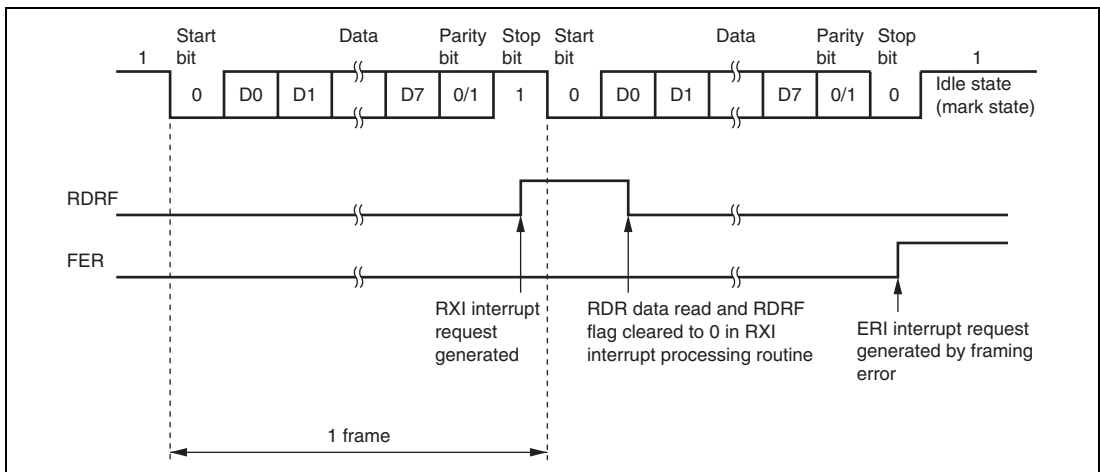 Start
bit
Data
Parity
bit
Stop
bit
Start
bit
Data
Parity
bit
Stop
bit
1
1
0
D0
D1
D7
0/1
1
0
D0
D1
D7
0/1
0
Idle state
(mark state)
RDRF
FER
RXI interrupt
request
generated
RDR data read and RDRF
flag cleared to 0 in RXI
interrupt processing routine
ERI interrupt request
generated by framing
error
1 frame